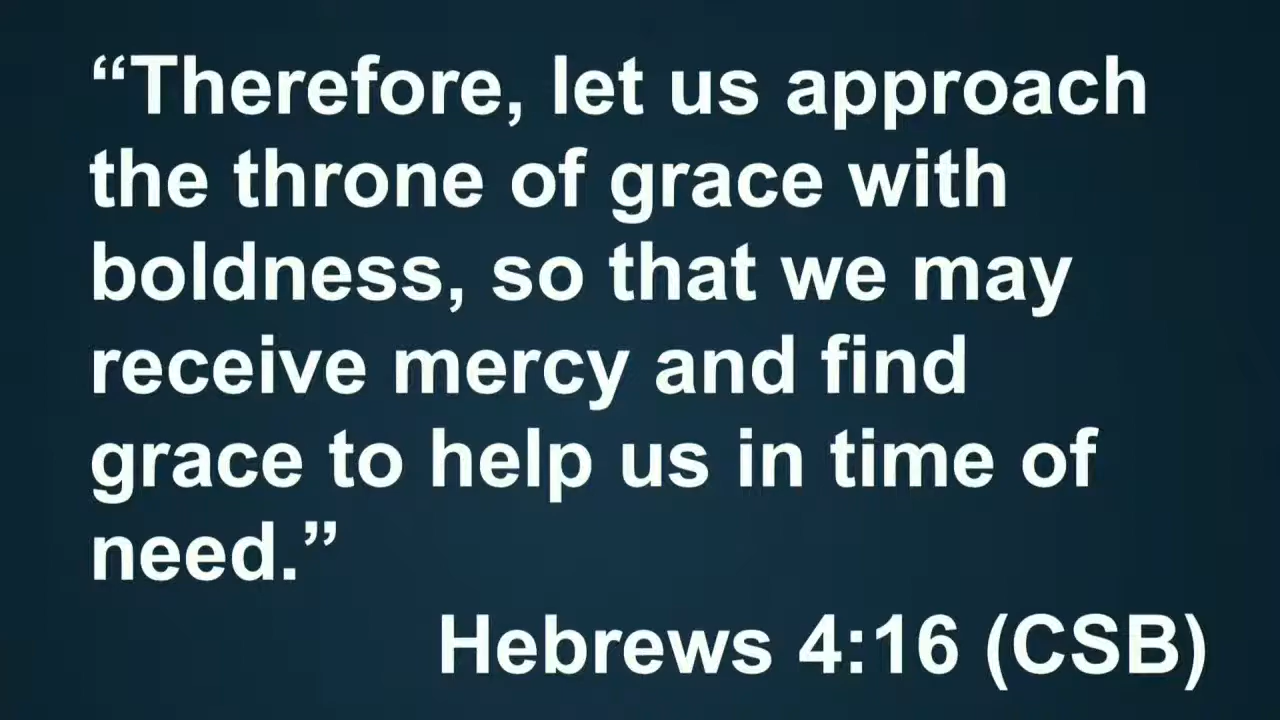 “Therefore, let us approach
the throne of grace with
boldness, so that we may
receive mercy and find
grace to help us in time of
need.”
Hebrews 4:16 (CSB)